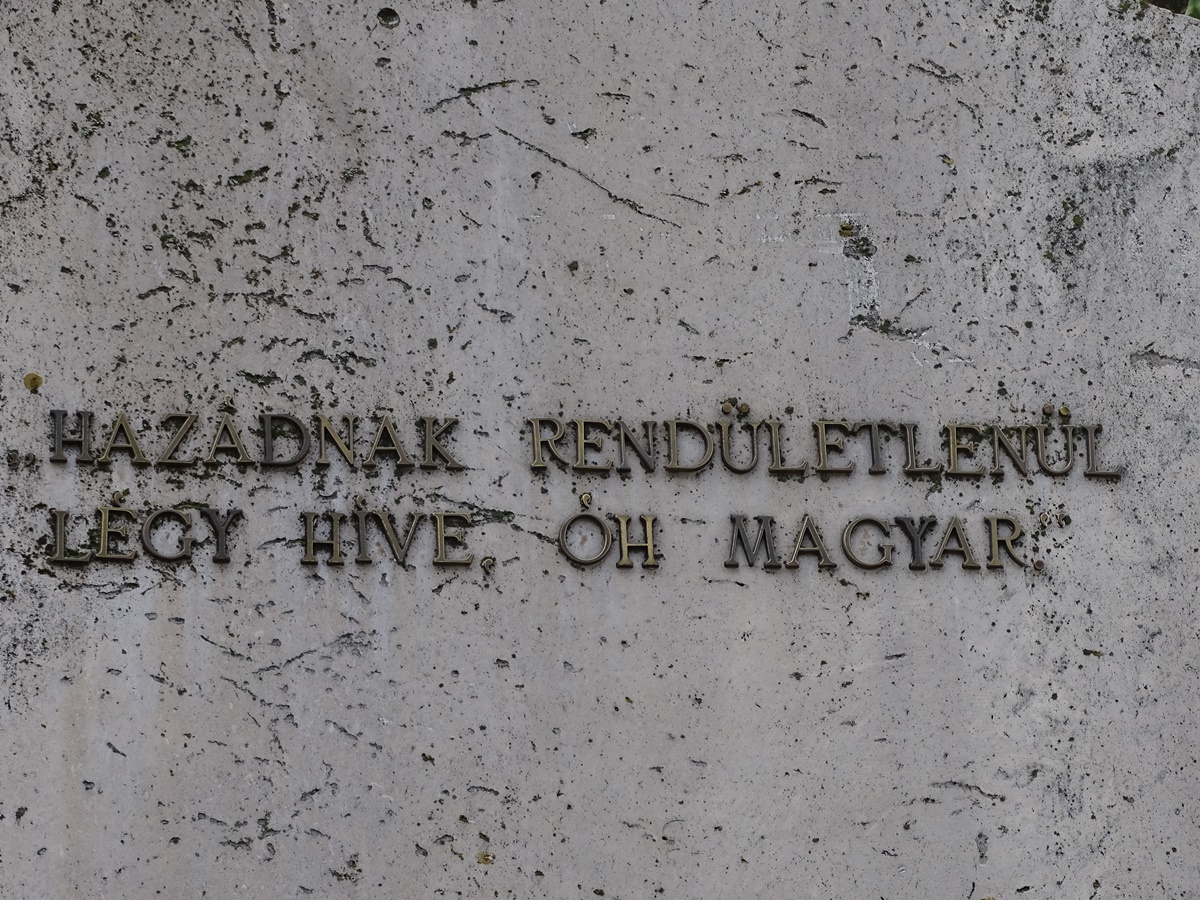 „HAZÁDNAK RENDÜLETLENÜL
LÉGY HÍVE, ÓH MAGYAR.”